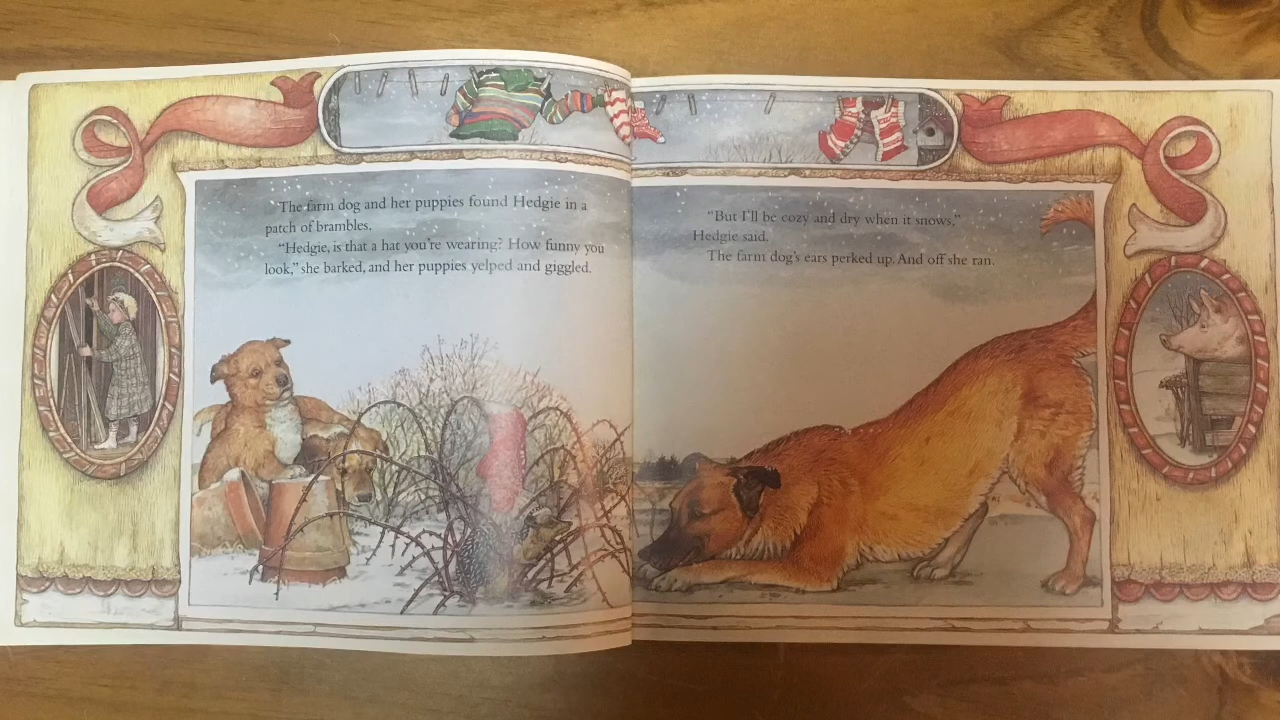 The farm dog and her puppies found Hedgie in a
patch of brambles.
"Hedgie, is that a hat you're wearing? How funny you
look," she barked, and her puppies yelped and giggled.
"But I'll be cozy and dry when it snows,"
Hedgie said.
The farm dog's ears perked up. And off she ran.